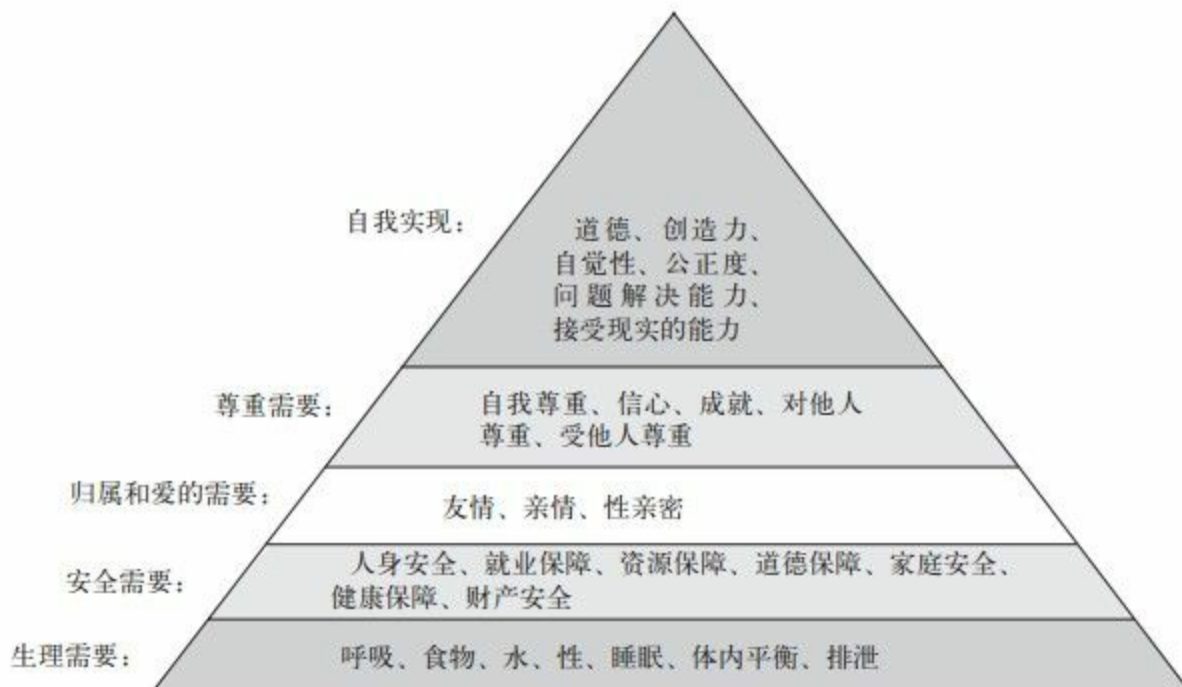 自我实现：
道德、创造力、
自觉性、公正度、
问题解决能力、
接受现实的能力
尊重需要：
自我尊重、信心、成就、对他人
尊重、受他人尊重
归属和爱的需要：
友情、亲情、性亲密
安全需要：
人身安全、就业保障、资源保障、道德保障、家庭安全、
健康保障、财产安全
生理需要：
呼吸、食物、水、性、睡眠、体内平衡、排泄